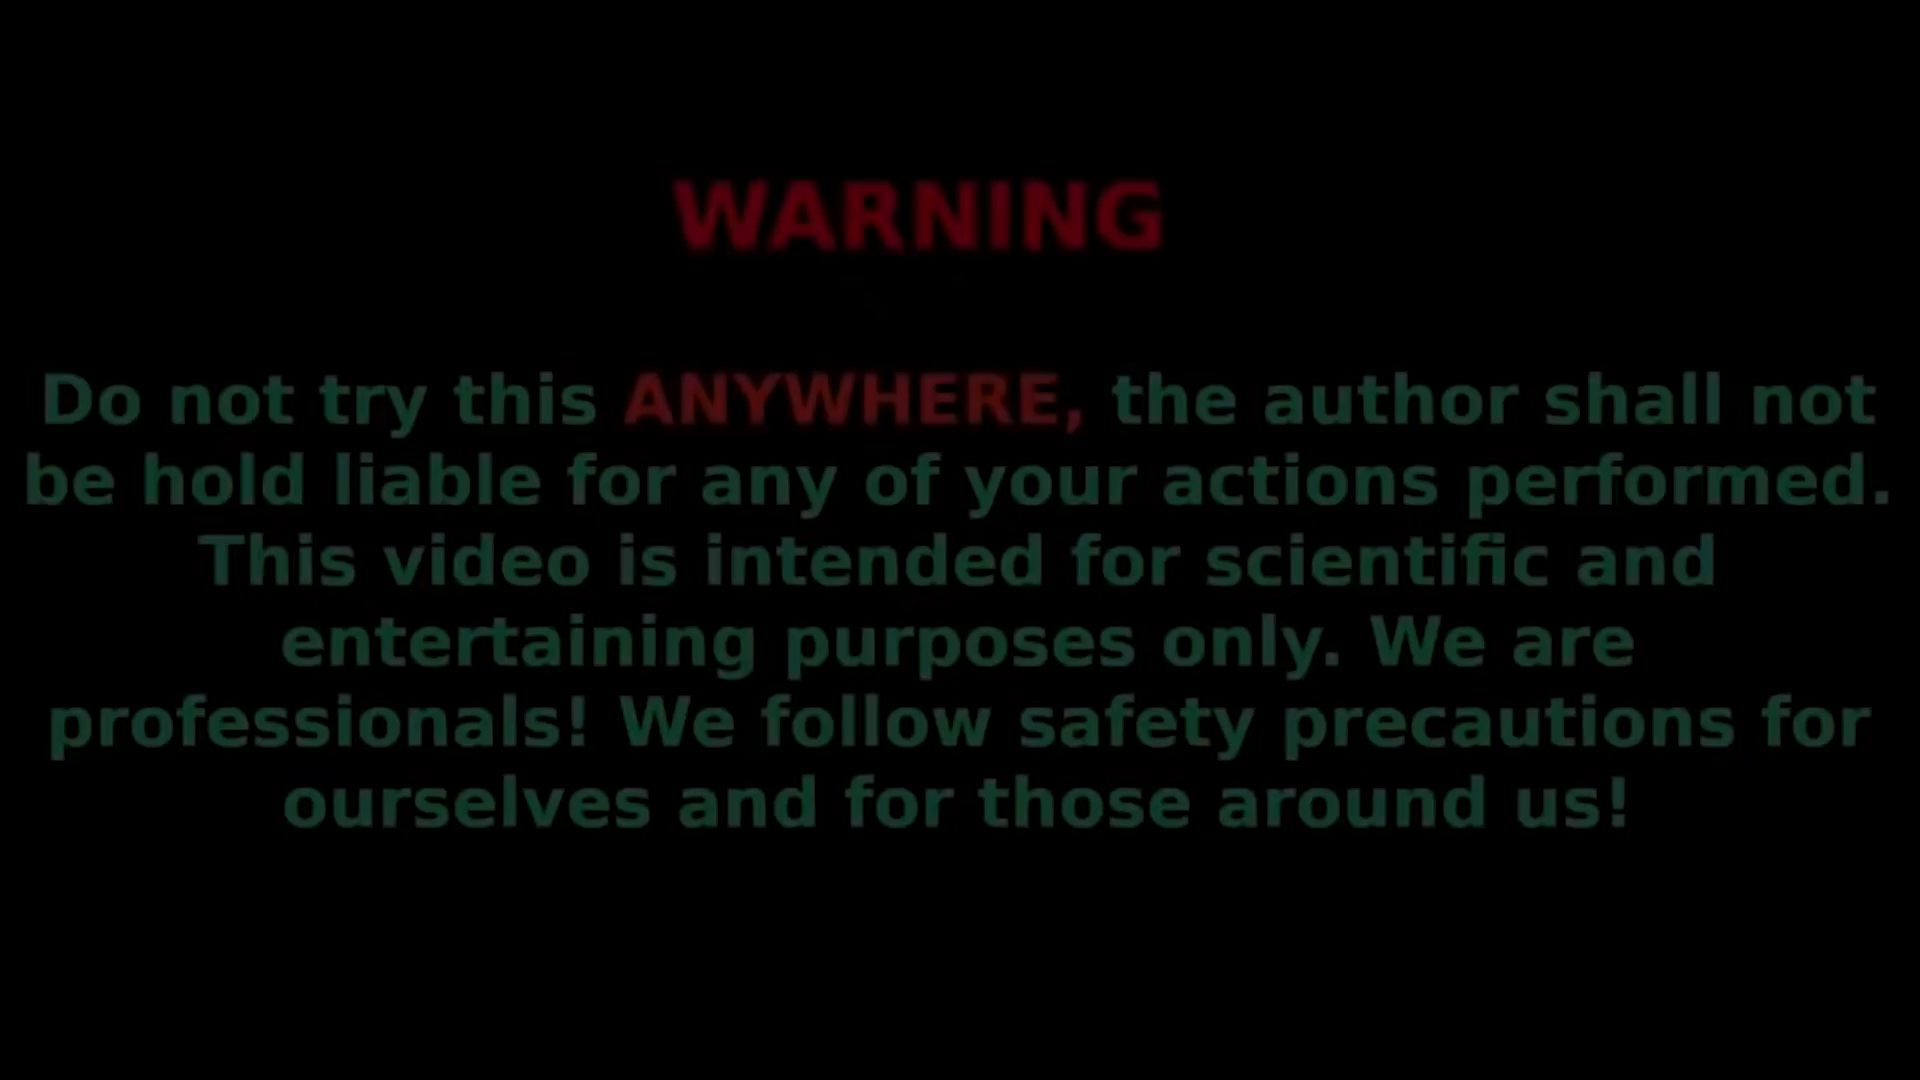 WARNING
Do not try this ANYWHERE, the author shall not
be hold liable for any of your actions performed.
This video is intended for scientific and
entertaining purposes only. We are
professionals! We follow safety precautions for
ourselves and for those around us!